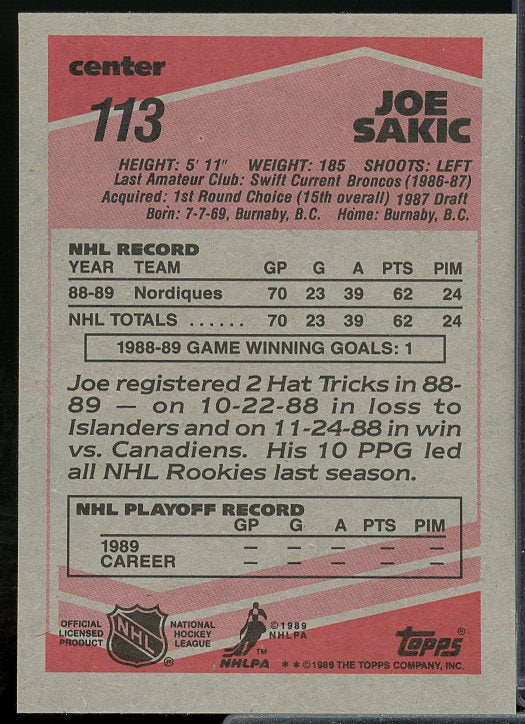 center
113
JOE
SAKIC
HEIGHT: 5' 11" WEIGHT: 185 SHOOTS: LEFT
Last Amateur Club: Swift Current Broncos (1986-87)
Acquired: 1st Round Choice (15th overall) 1987 Draft
Born: 7-7-69, Burnaby, B.C. Home: Burnaby, B.C.
NHL RECORD
YEAR TEAM GP G A PTS PIM
88-89 Nordiques 70 23 39 62 24
NHL TOTALS ...... 70 23 39 62 24
1988-89 GAME WINNING GOALS: 1
Joe registered 2 Hat Tricks in 88-
89 — on 10-22-88 in loss to
Islanders and on 11-24-88 in win
vs. Canadiens. His 10 PPG led
all NHL Rookies last season.
NHL PLAYOFF RECORD
GP G A PTS PIM
1989 — — — — —
CAREER — — — — —
OFFICIAL
LICENSED
PRODUCT
NHL
®
NATIONAL
HOCKEY
LEAGUE
©1989
NHLPA
NHLPA™
topps®
**©1989 THE TOPPS COMPANY, INC.